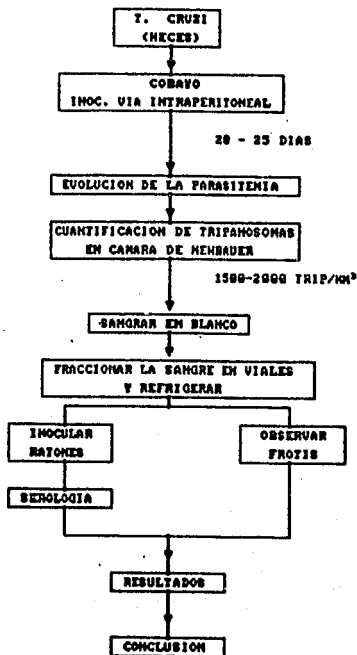 T. CRUZI
(HECES)
COBAYO
INOC. VIA INTRAPERITONEAL
20 - 25 DIAS
EVOLUCION DE LA PARASITEMIA
CUANTIFICACION DE TRIPANOSOMAS
EN CAMARA DE NEWBAUER
1500-2000 TRIP/MM³
SANGRAR EN BLANCO
FRACCIONAR LA SANGRE EN VIALES
Y REFRIGERAR
INOCULAR
RATONES
OBSERVAR
FROTIS
SEROLOGIA
RESULTADOS
CONCLUSION